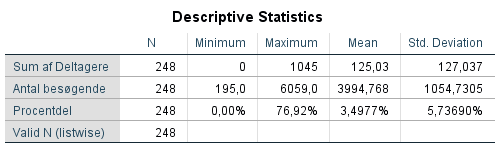 Descriptive Statistics
N Minimum Maximum Mean Std. Deviation
Sum af Deltagere 248 0 1045 125,03 127,037
Antal besøgende 248 195,0 6059,0 3994,768 1054,7305
Procentdel 248 0,00% 76,92% 3,4977% 5,73690%
Valid N (listwise) 248